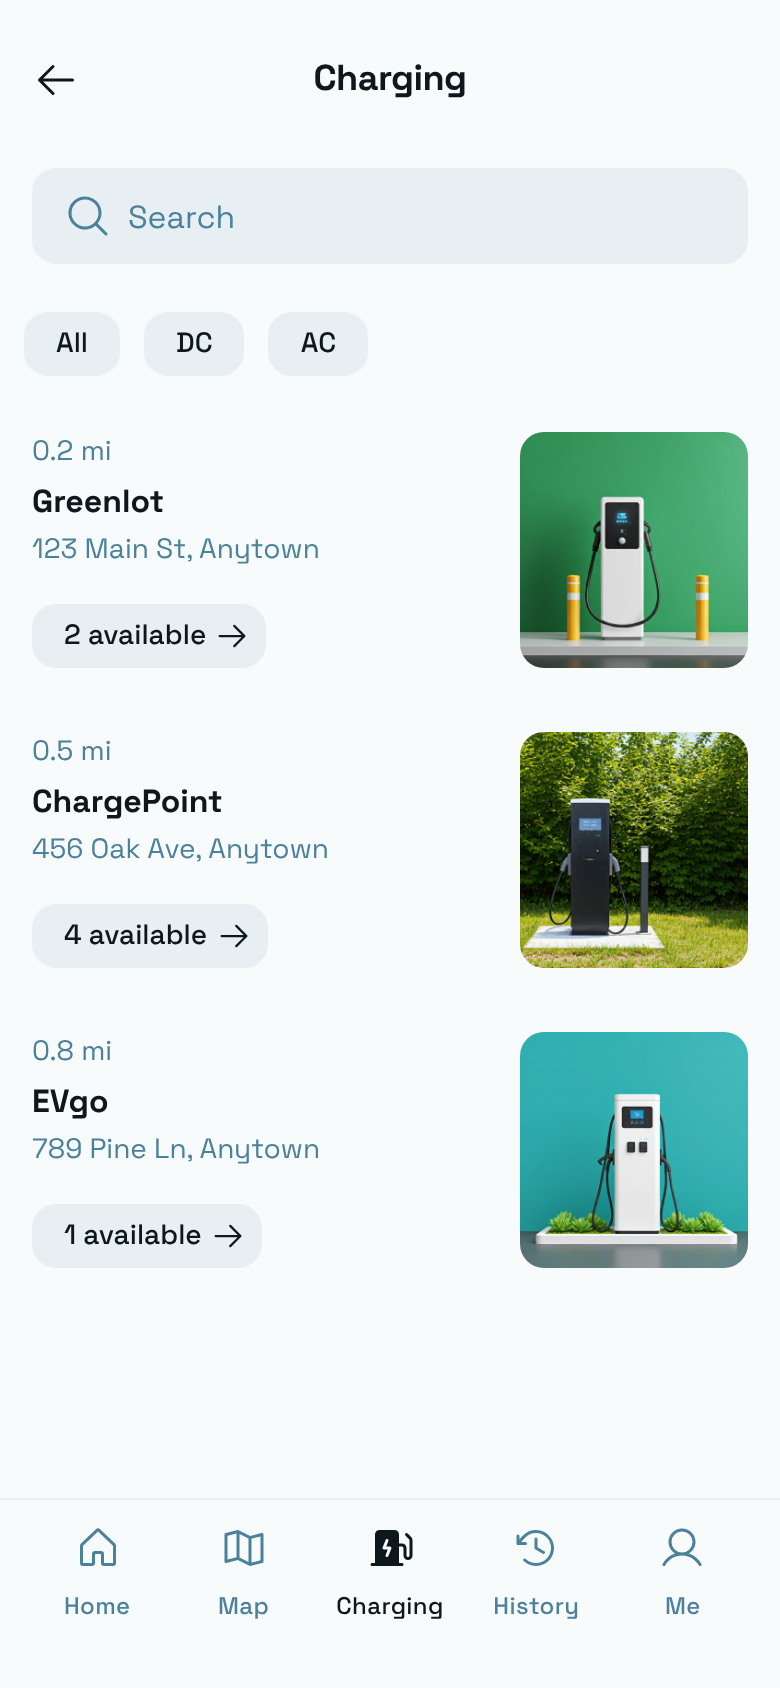 Charging
Search
All DC AC
0.2 mi
Greenlot
123 Main St, Anytown
2 available
0.5 mi
ChargePoint
456 Oak Ave, Anytown
4 available
0.8 mi
EVgo
789 Pine Ln, Anytown
1 available
Home Map Charging History Me